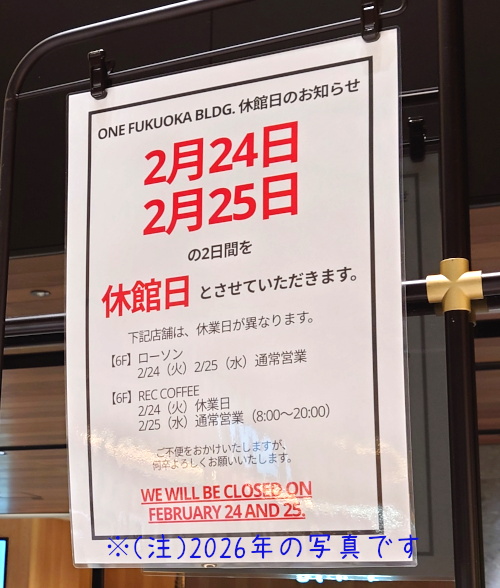 ONE FUKUOKA BLDG. 休館日のお知らせ
2月24日
2月25日
の2日間を
休館日 とさせていただきます。
下記店舗は、休業日が異なります。
【6F】ローソン
2/24（火）2/25（水）通常営業
【6F】REC COFFEE
2/24（火）休業日
2/25（水）通常営業（8:00〜20:00）
ご不便をおかけいたしますが、
何卒よろしくお願いいたします。
WE WILL BE CLOSED ON
FEBRUARY 24 AND 25.
※(注)2026年の写真です